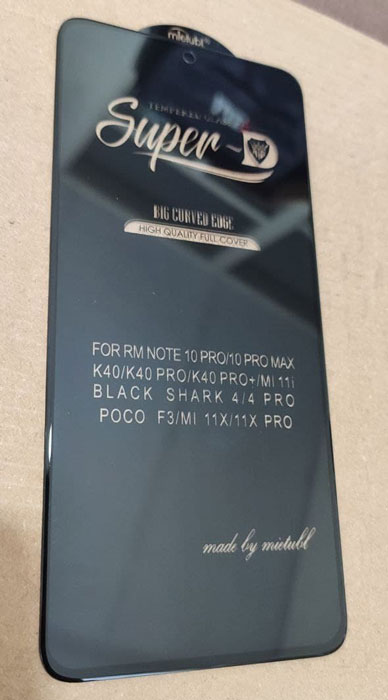 mietubl
TEMPERED GLASS
Super-D
BIG CURVED EDGE
HIGH QUALITY FULL COVER
FOR RM NOTE 10 PRO/10 PRO MAX
K40/K40 PRO/K40 PRO+/MI 11i
BLACK SHARK 4/4 PRO
POCO F3/MI 11X/11X PRO
made by mietubl